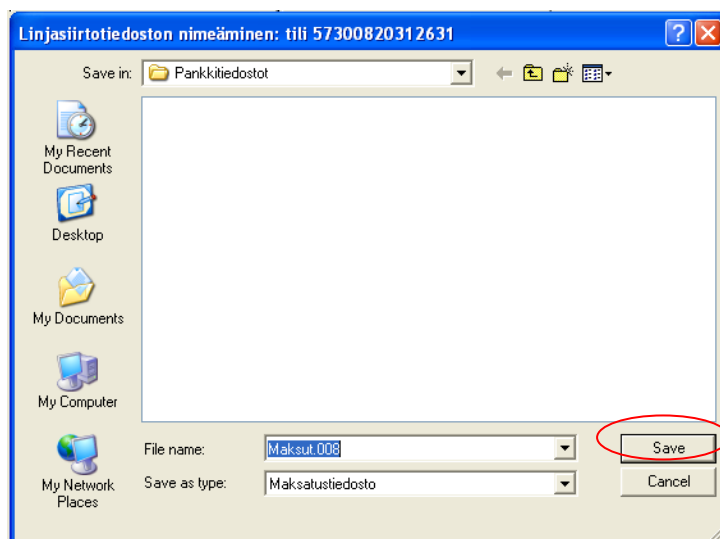 Linjasiirtotiedoston nimeäminen: tili 57300820312631
Save in:
Pankkitiedostot
My Recent
Documents
Desktop
My Documents
My Computer
My Network
Places
File name:
Maksut.008
Save
Save as type:
Maksatustiedosto
Cancel